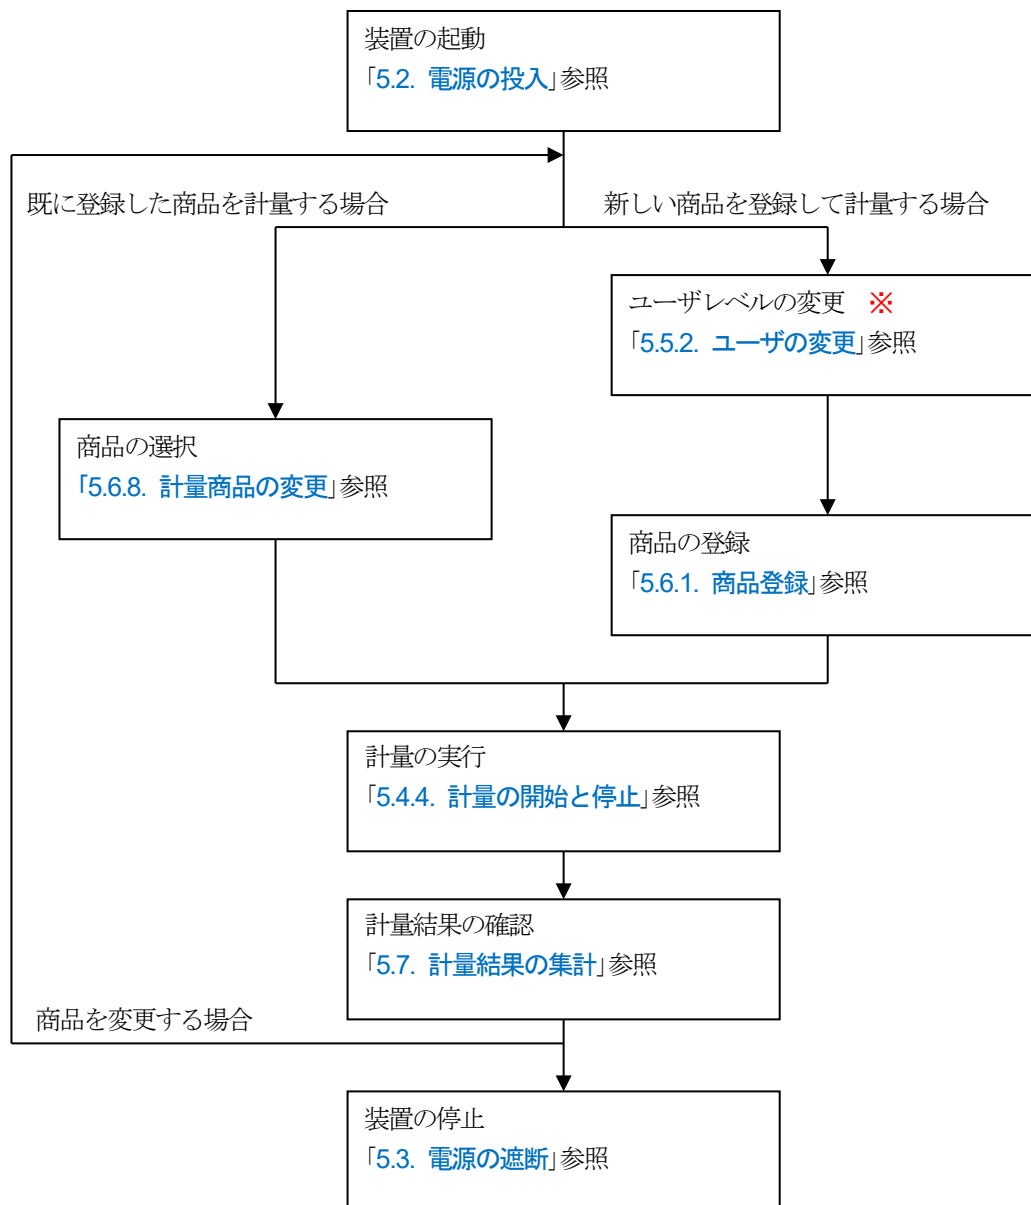 装置の起動
「5.2. 電源の投入」参照
既に登録した商品を計量する場合
新しい商品を登録して計量する場合
ユーザレベルの変更 ※
「5.5.2. ユーザの変更」参照
商品の選択
「5.6.8. 計量商品の変更」参照
商品の登録
「5.6.1. 商品登録」参照
計量の実行
「5.4.4. 計量の開始と停止」参照
計量結果の確認
「5.7. 計量結果の集計」参照
商品を変更する場合
装置の停止
「5.3. 電源の遮断」参照